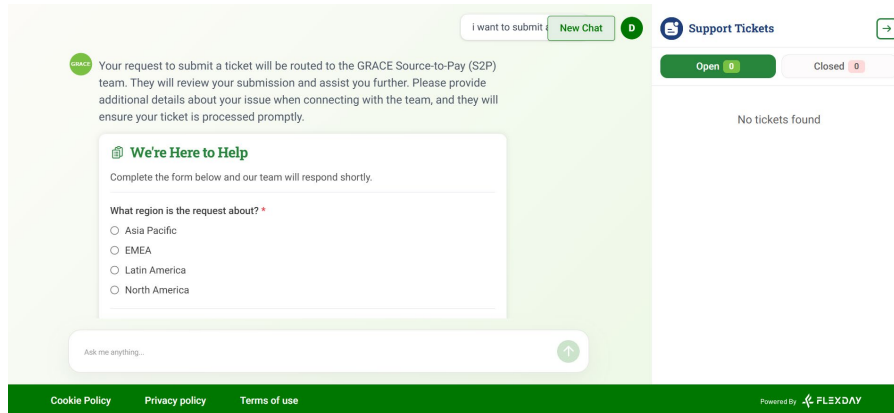 i want to submit
New Chat
D
GRACE
Your request to submit a ticket will be routed to the GRACE Source-to-Pay (S2P)
team. They will review your submission and assist you further. Please provide
additional details about your issue when connecting with the team, and they will
ensure your ticket is processed promptly.
We're Here to Help
Complete the form below and our team will respond shortly.
What region is the request about? *
Asia Pacific
EMEA
Latin America
North America
Ask me anything...
Support Tickets
Open 0
Closed 0
No tickets found
Cookie Policy
Privacy policy
Terms of use
Powered By FLEXDAY